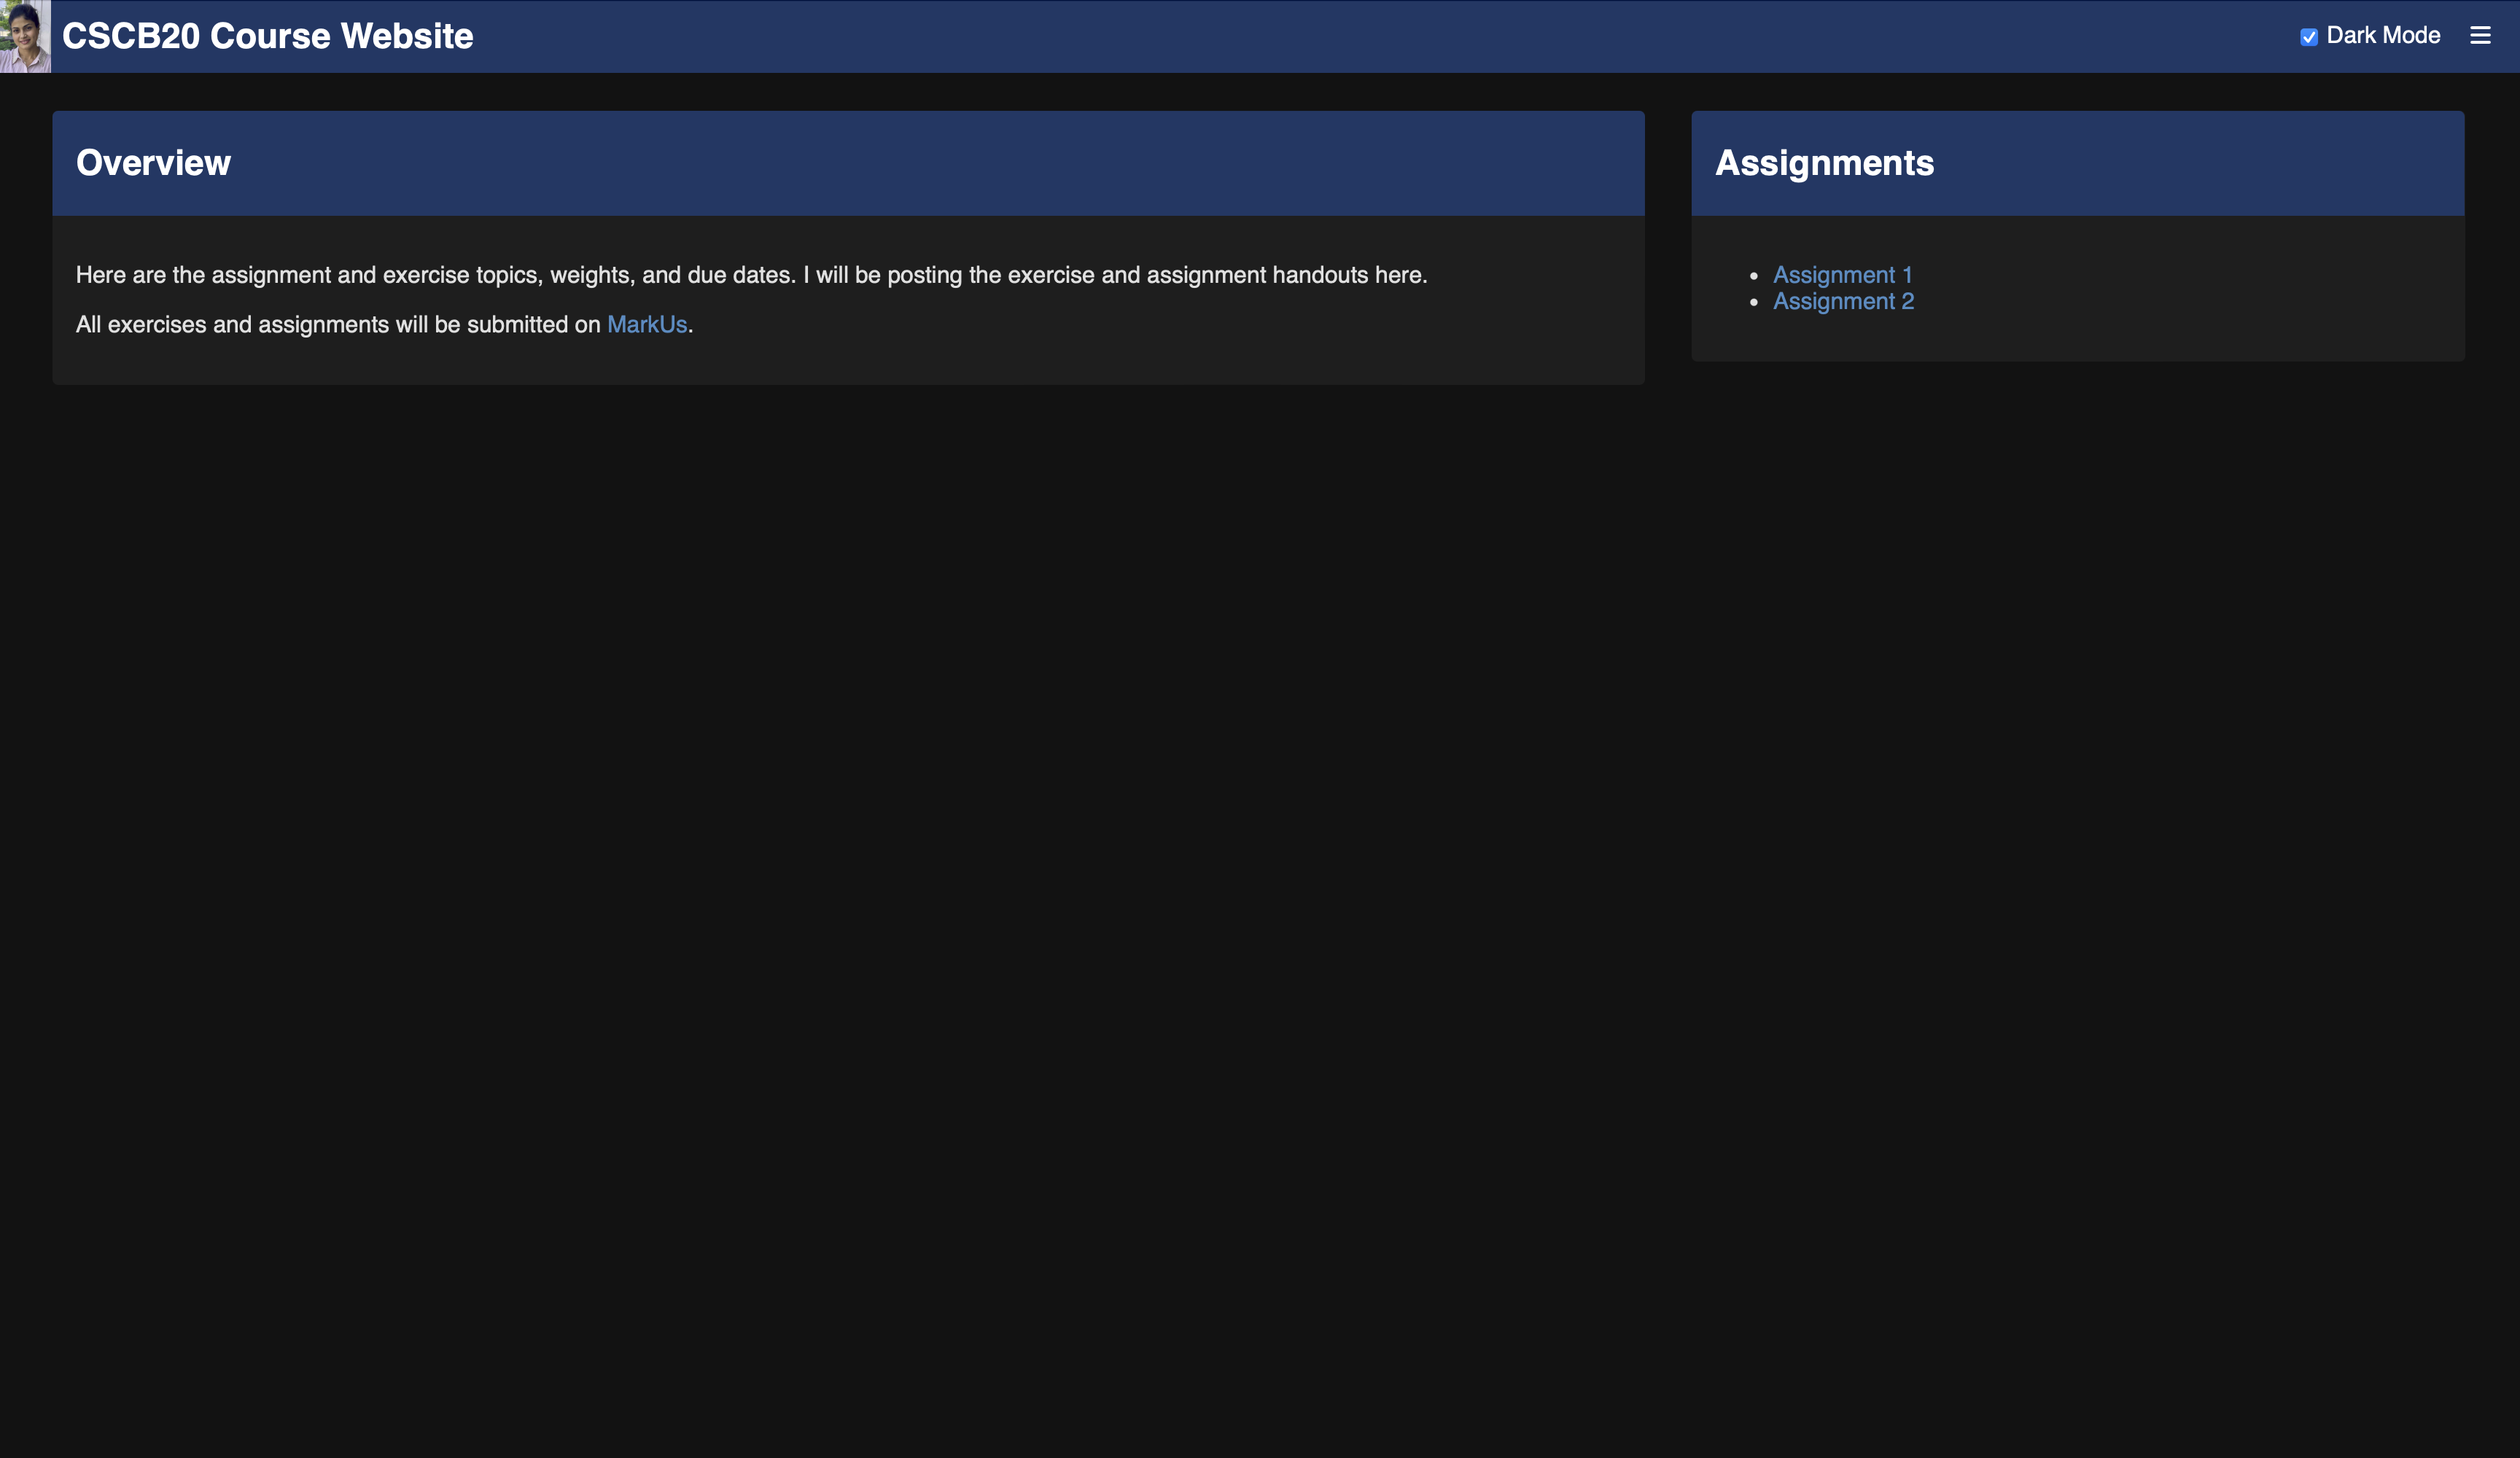 CSCB20 Course Website
Dark Mode
Overview
Here are the assignment and exercise topics, weights, and due dates. I will be posting the exercise and assignment handouts here.
All exercises and assignments will be submitted on MarkUs.
Assignments
Assignment 1
Assignment 2